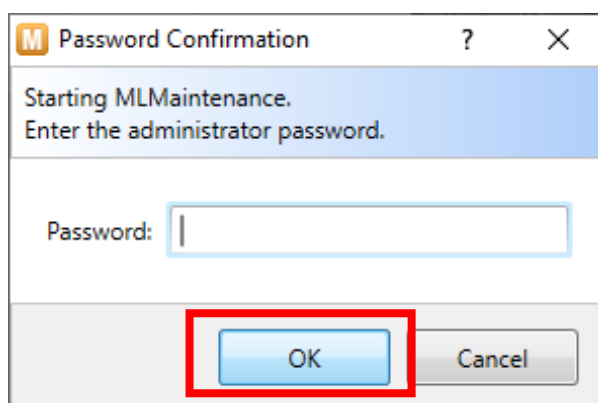 M Password Confirmation ? ×
Starting MLMaintenance.
Enter the administrator password.
Password:
OK Cancel